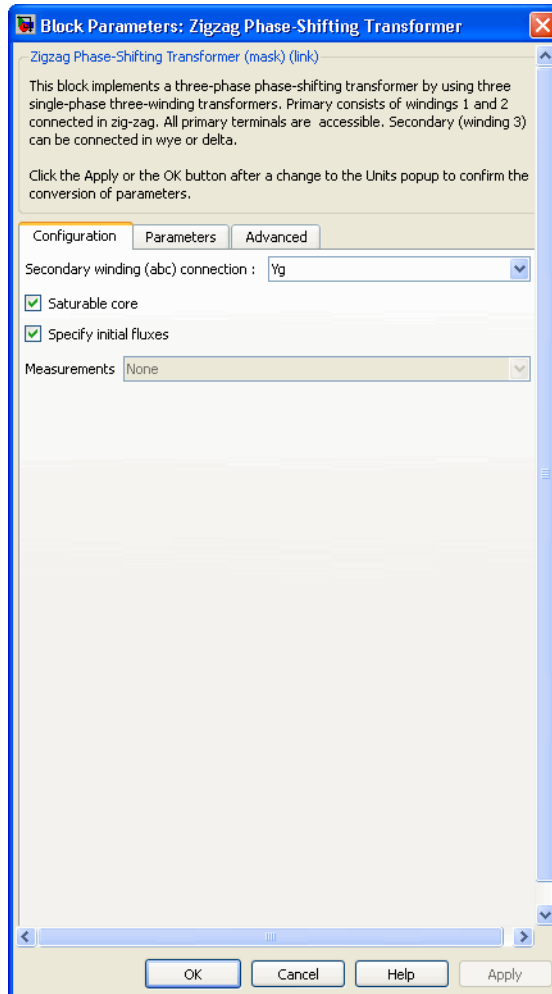 Block Parameters: Zigzag Phase-Shifting Transformer
Zigzag Phase-Shifting Transformer (mask) (link)
This block implements a three-phase phase-shifting transformer by using three
single-phase three-winding transformers. Primary consists of windings 1 and 2
connected in zig-zag. All primary terminals are accessible. Secondary (winding 3)
can be connected in wye or delta.
Click the Apply or the OK button after a change to the Units popup to confirm the
conversion of parameters.
Configuration Parameters Advanced
Secondary winding (abc) connection : Yg
Saturable core
Specify initial fluxes
Measurements None
OK Cancel Help Apply